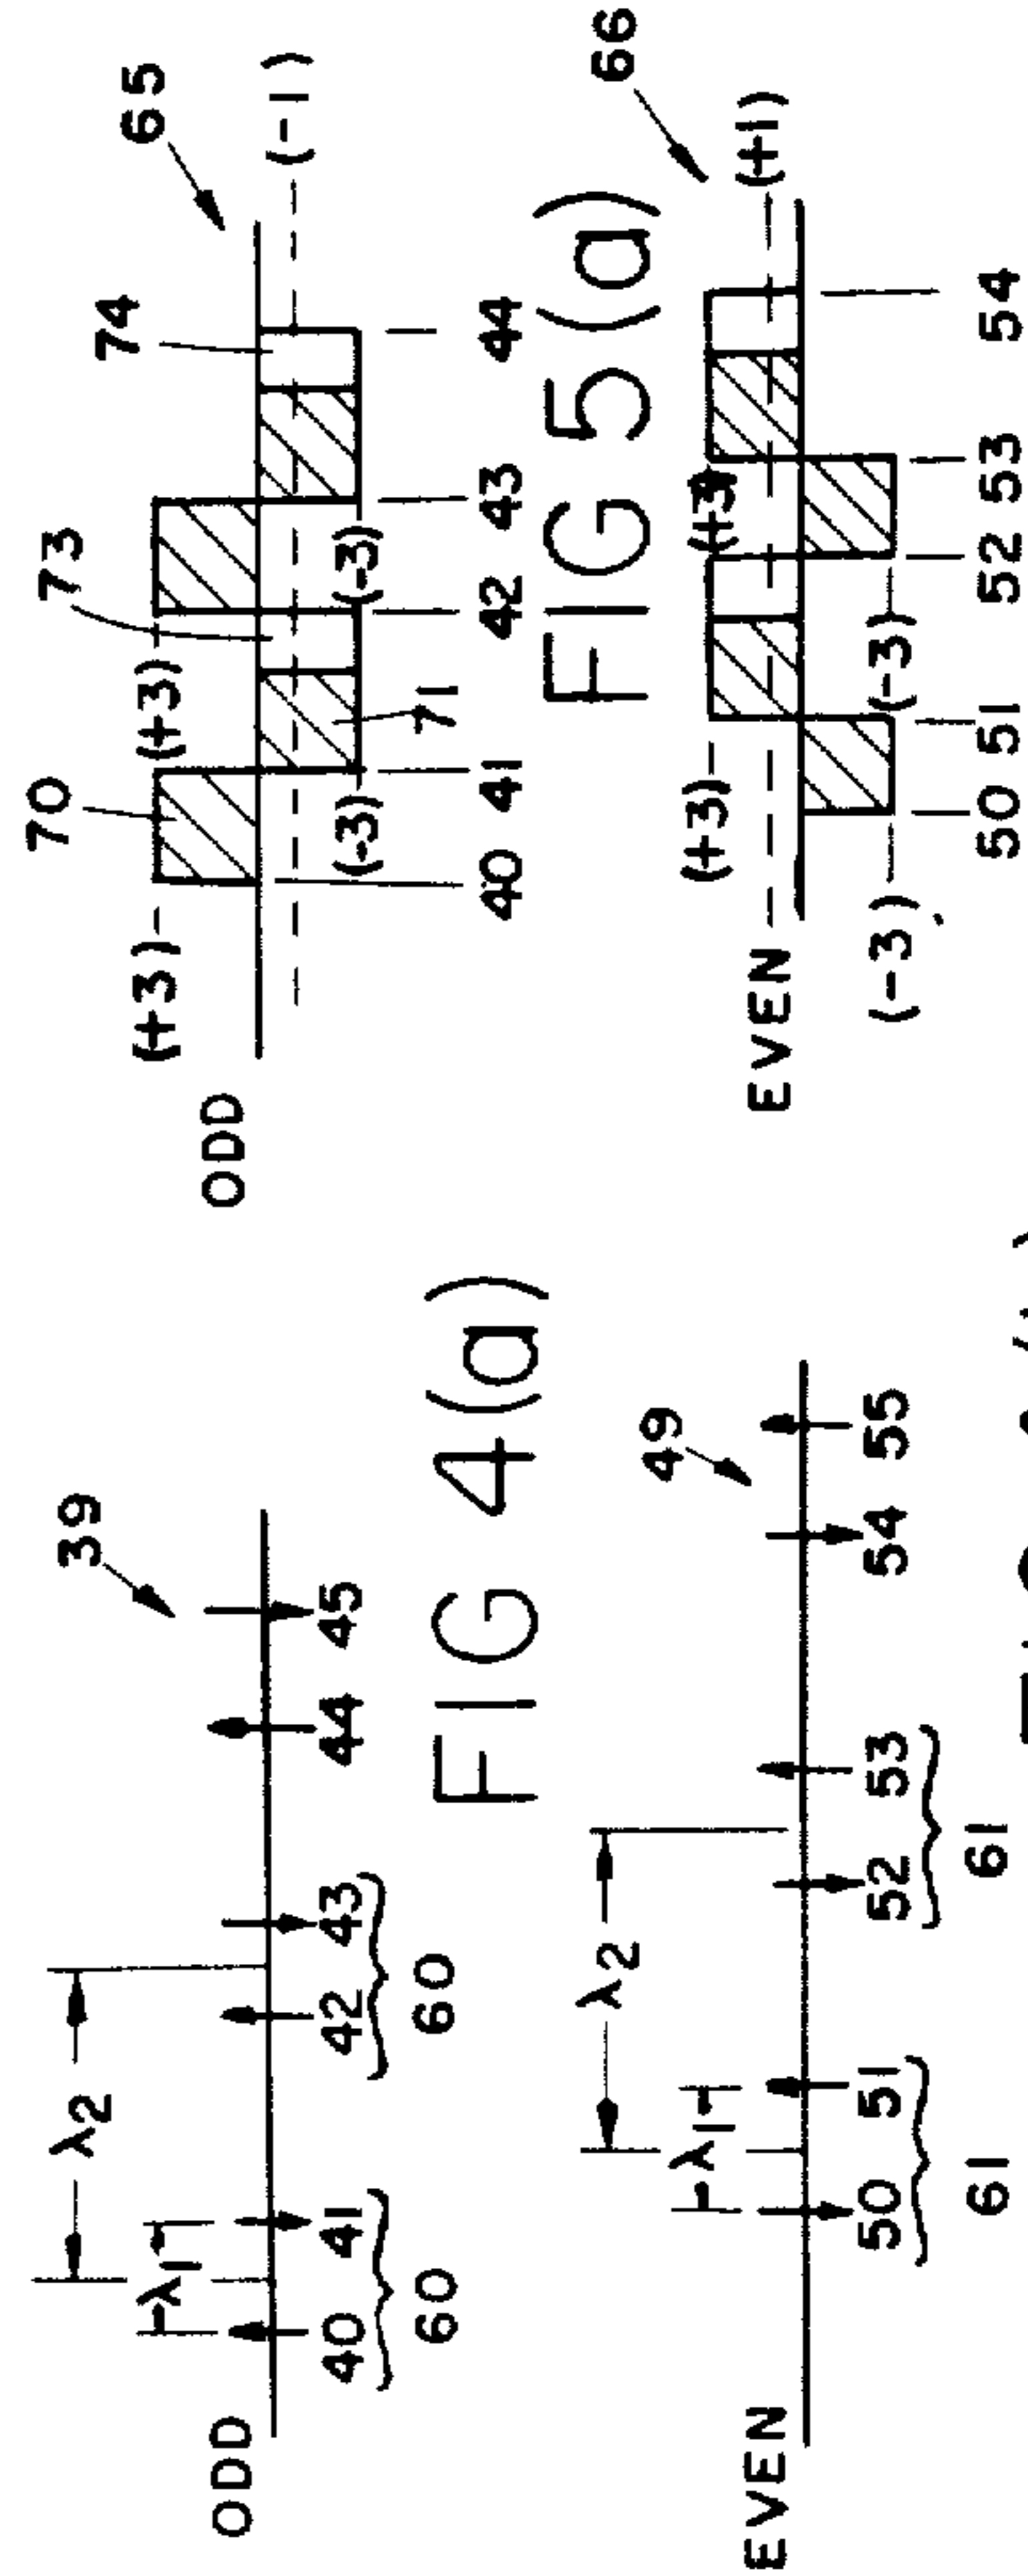 ODD
λ2
λ1
39
40 41 42 43 44 45
60 60
FIG 4(a)
EVEN
λ2
λ1
49
50 51 52 53 54 55
61 61
ODD
(+3) 70 (+3) 73 74 65
(-1)
(-3) 71 (-3)
40 41 42 43 44
FIG 5(a)
EVEN
(+3) (+3) (+1) 66
(-3) (-3)
50 51 52 53 54